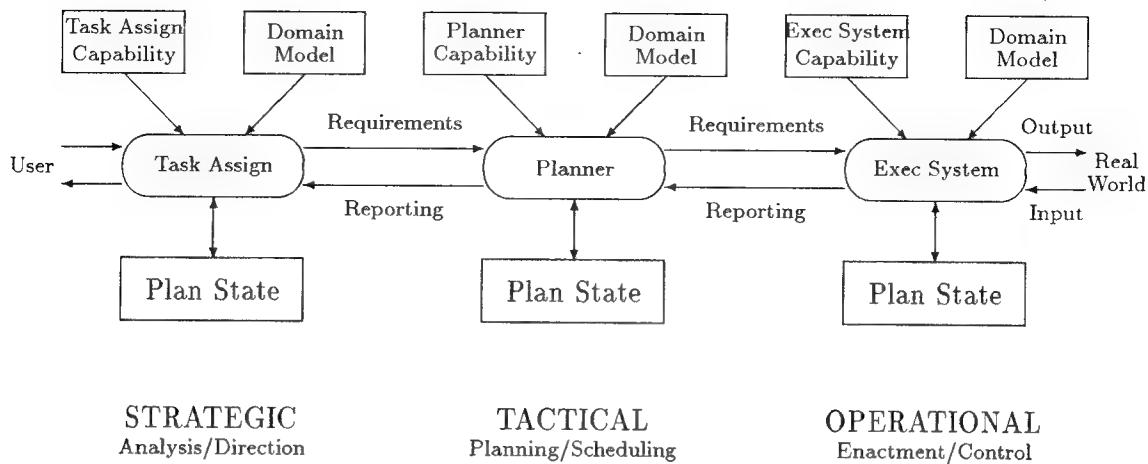 Task Assign
Capability
Domain
Model
Planner
Capability
Domain
Model
Exec System
Capability
Domain
Model
User
Task Assign
Requirements
Reporting
Planner
Requirements
Reporting
Exec System
Output
Real
World
Input
Plan State
Plan State
Plan State
STRATEGIC
Analysis/Direction
TACTICAL
Planning/Scheduling
OPERATIONAL
Enactment/Control